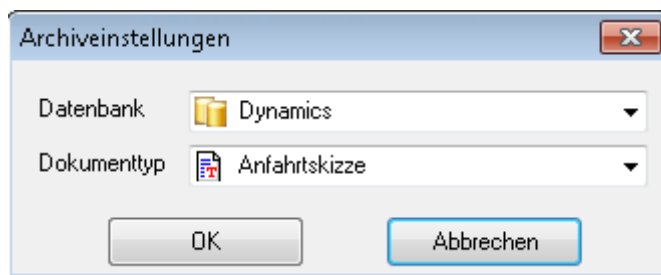 Archiveinstellungen
Datenbank Dynamics
Dokumenttyp Anfahrtskizze
OK Abbrechen